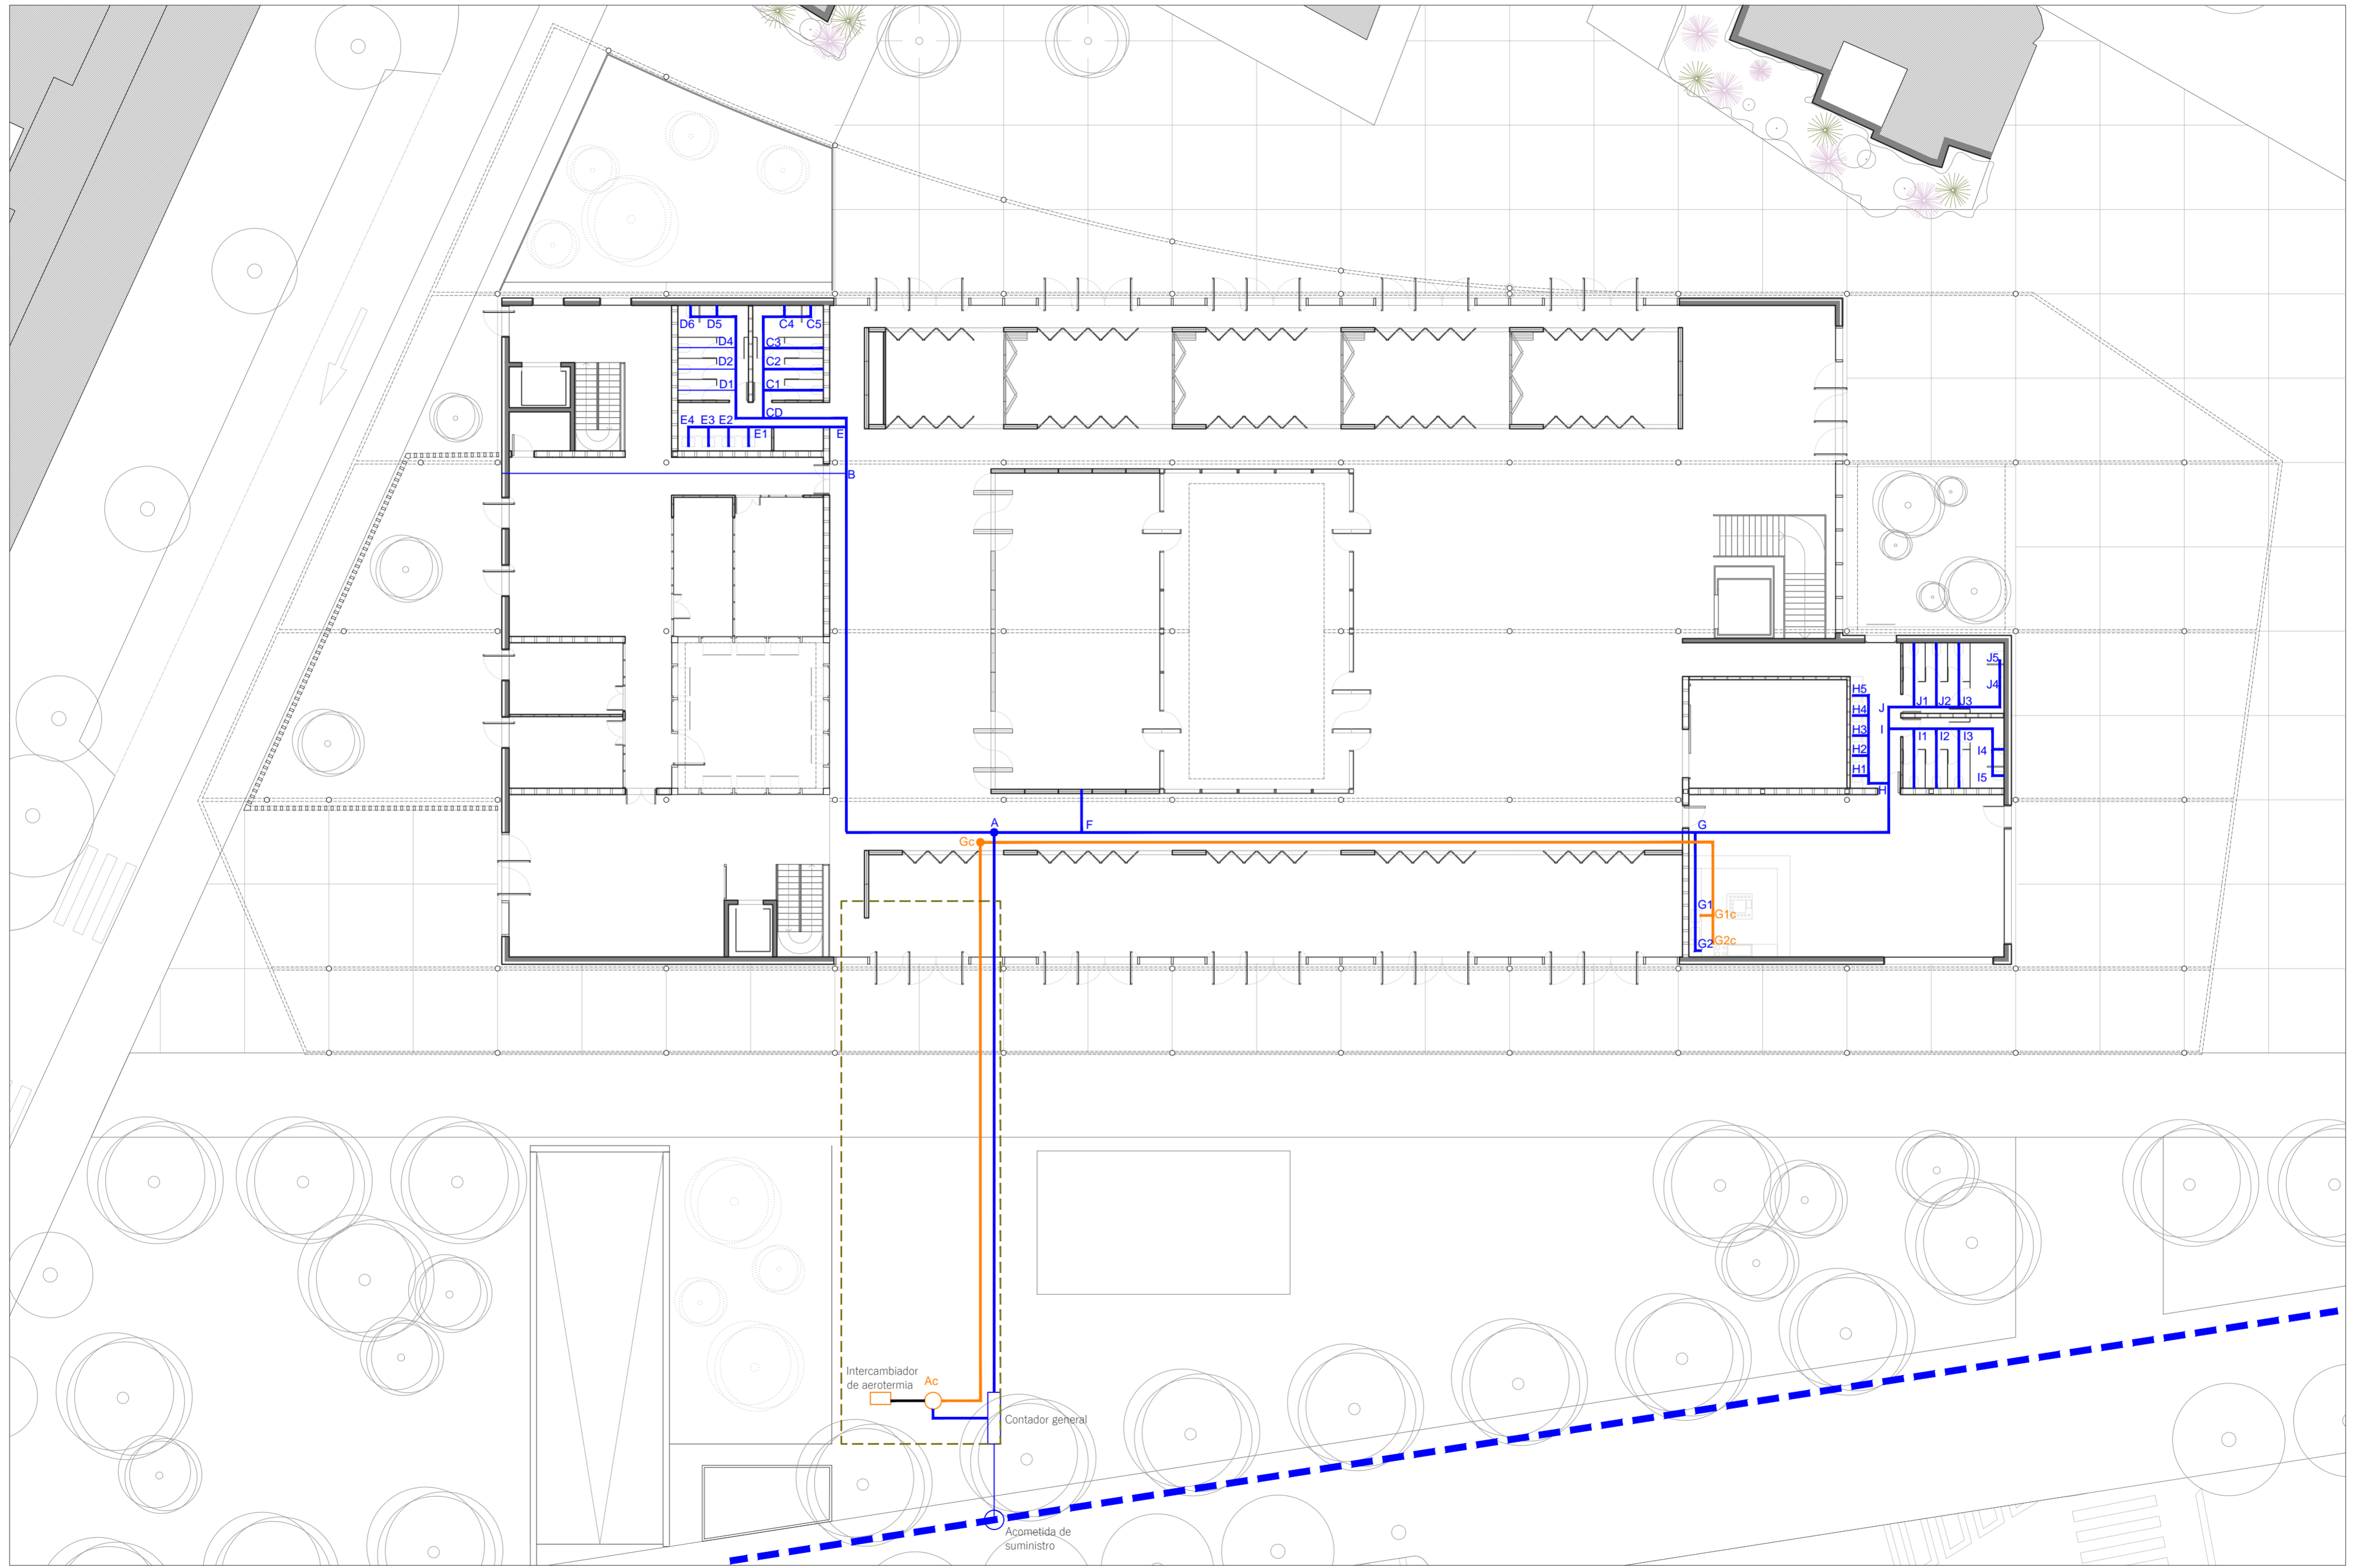 D6 D5 C4 C5
D4 C3
D2 C2
D1 C1
CD
E4 E3 E2
E1 E
B
J5
J4
H5
J1 J2 J3
H4 J
H3 I I1 I2 I3
H2 I4
H1 I5
H
A F G
Gc
G1
G1c
G2 G2c
Intercambiador
de aerotermia
Ac
Contador general
Acometida de
suministro